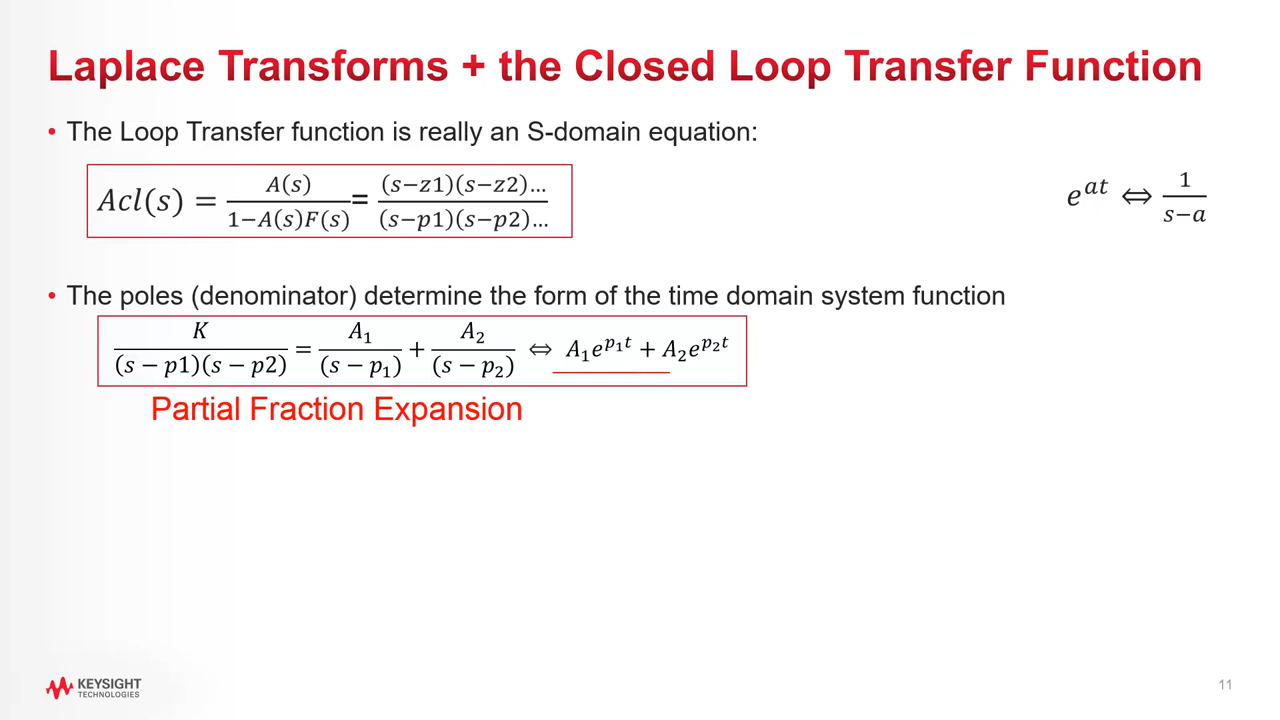 Laplace Transforms + the Closed Loop Transfer Function
• The Loop Transfer function is really an S-domain equation:
Acl(s) = A(s) / 1−A(s)F(s) = (s−z1)(s−z2)… / (s−p1)(s−p2)…
e^{at} ⇔ 1 / s−a
• The poles (denominator) determine the form of the time domain system function
K / (s − p1)(s − p2) = A₁ / (s − p₁) + A₂ / (s − p₂) ⇔ A₁e^{p₁t} + A₂e^{p₂t}
Partial Fraction Expansion
KEYSIGHT
TECHNOLOGIES
11